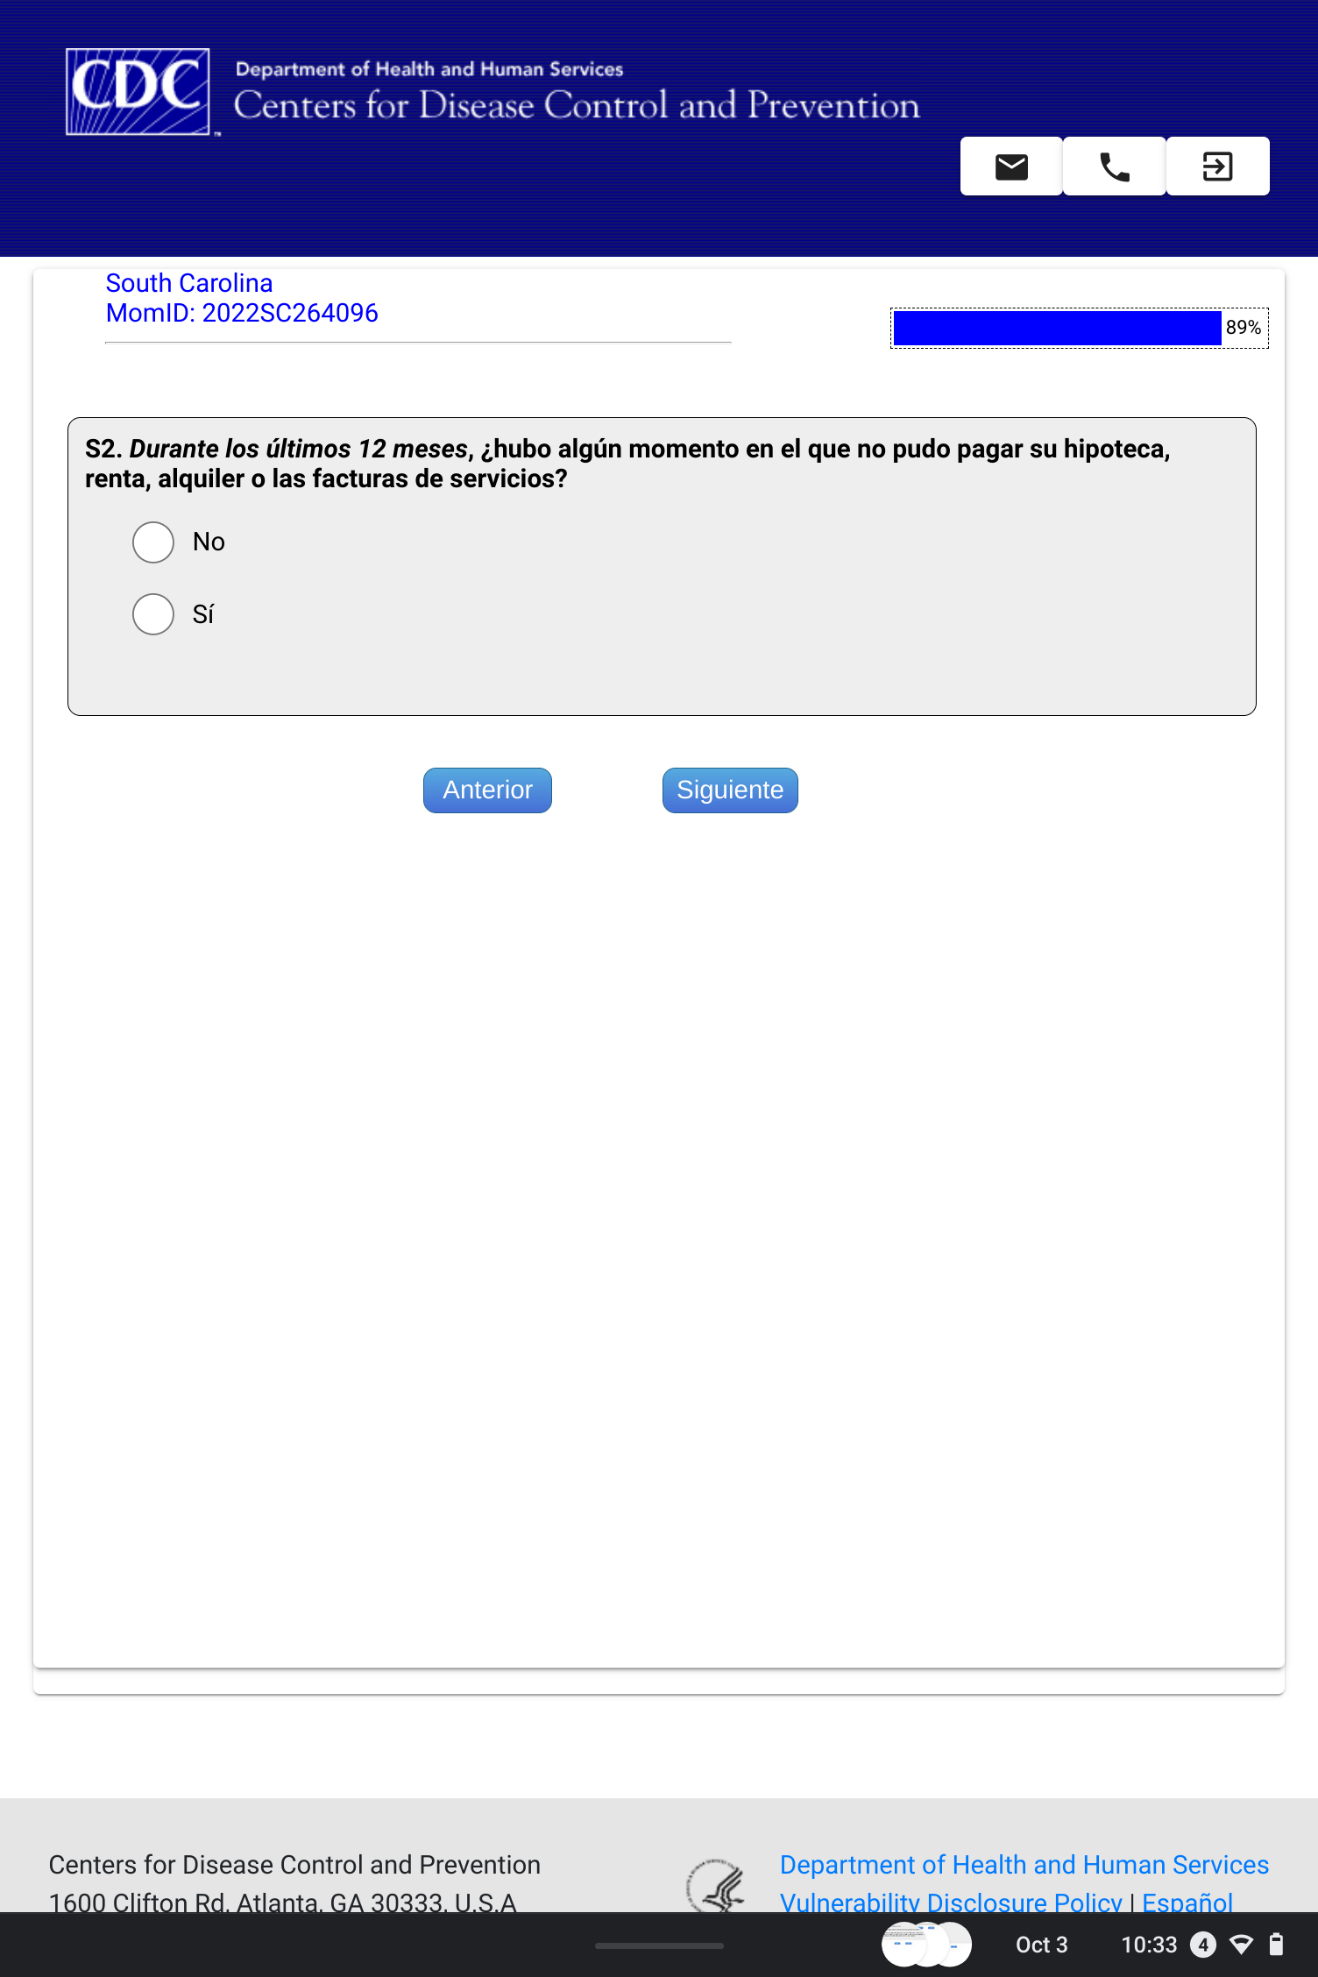 CDC
Department of Health and Human Services
Centers for Disease Control and Prevention
South Carolina
MomID: 2022SC264096
89%
S2. Durante los últimos 12 meses, ¿hubo algún momento en el que no pudo pagar su hipoteca,
renta, alquiler o las facturas de servicios?
No
Sí
Anterior
Siguiente
Centers for Disease Control and Prevention
1600 Clifton Rd. Atlanta, GA 30333, U.S.A
Department of Health and Human Services
Vulnerability Disclosure Policy | Español
Oct 3
10:33
4